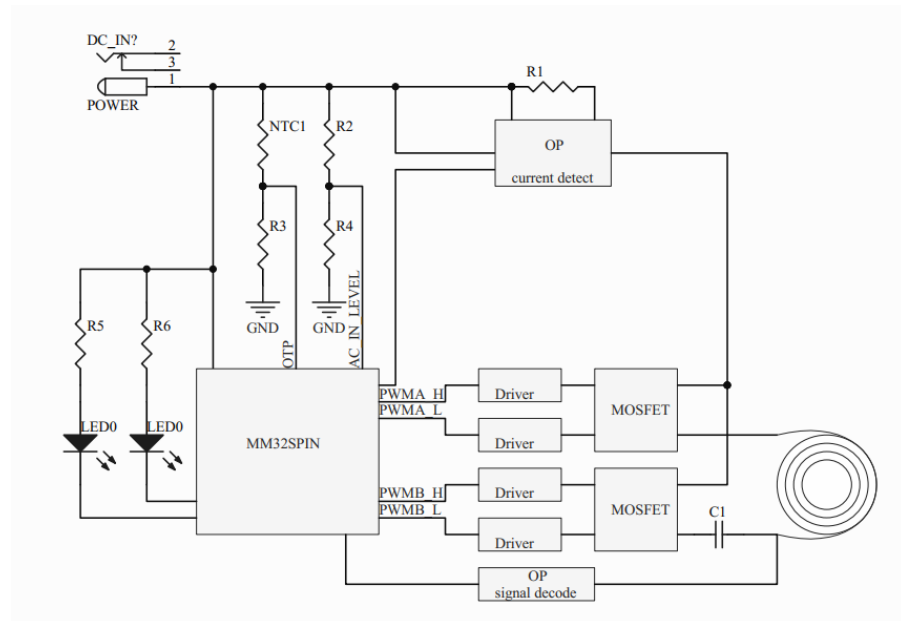 DC_IN?
2
3
1
POWER
R1
NTC1
R2
OP
current detect
R3
R4
GND
GND
OTP
AC_IN_LEVEL
R5
R6
LED0
LED0
MM32SPIN
PWMA_H
PWMA_L
PWMB_H
PWMB_L
Driver
Driver
MOSFET
Driver
Driver
MOSFET
C1
OP
signal decode